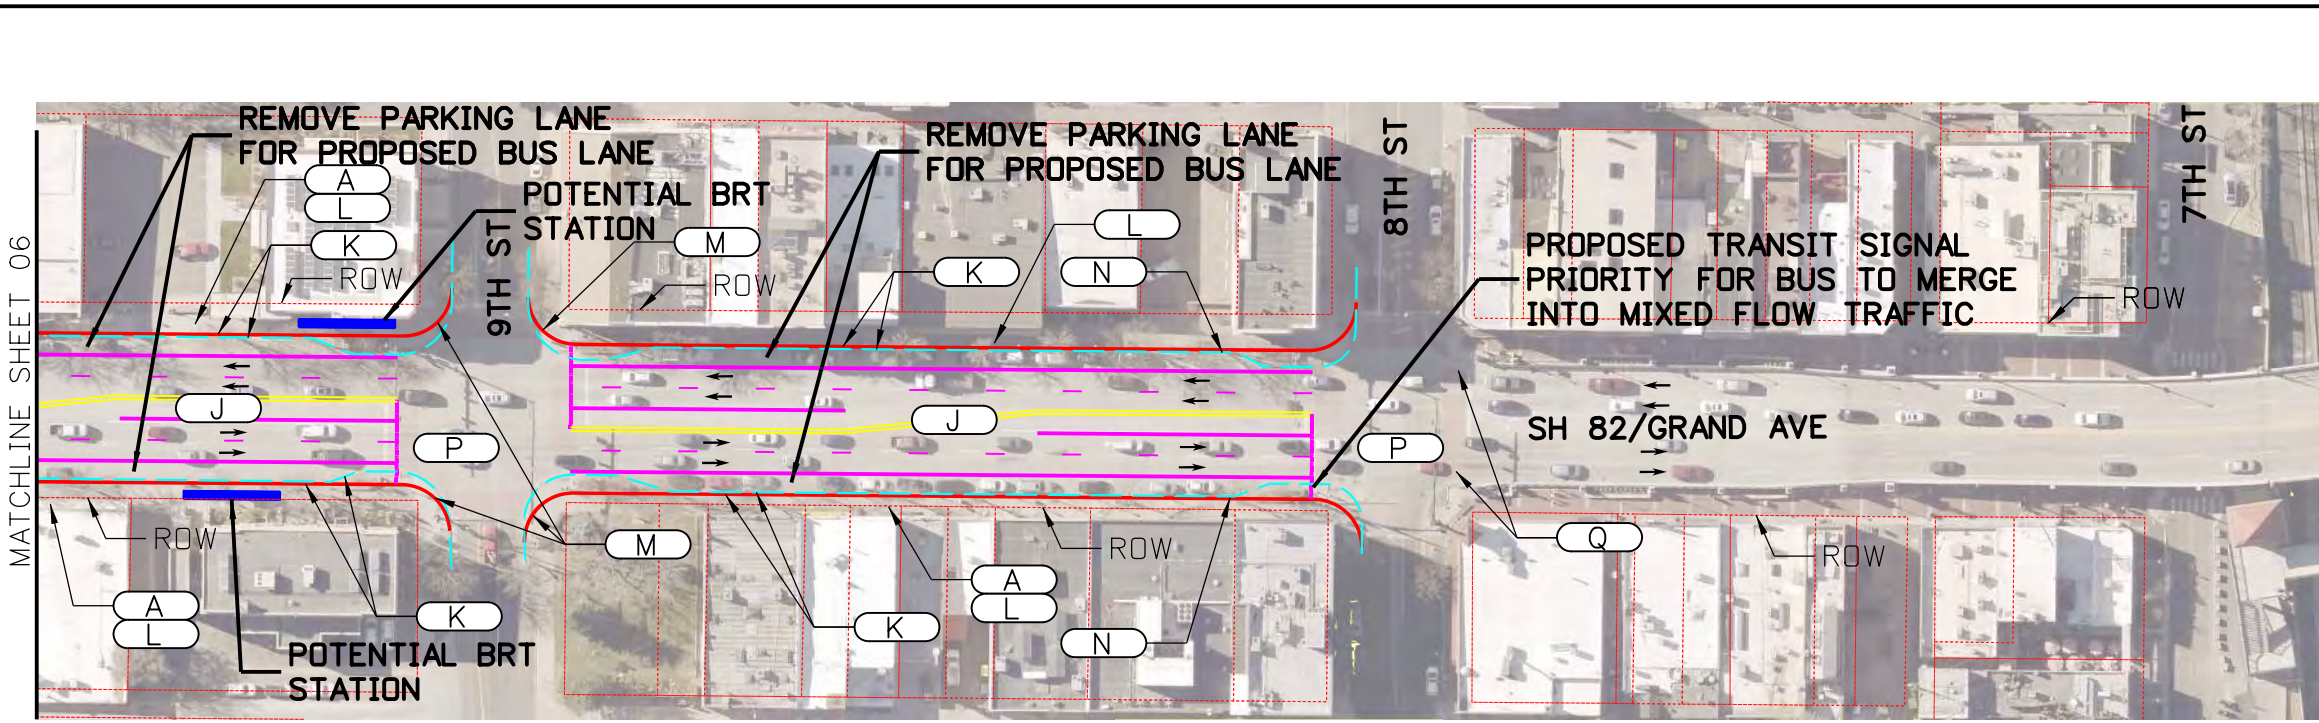 MATCHLINE SHEET 06
REMOVE PARKING LANE
FOR PROPOSED BUS LANE
A
L
K
ROW
POTENTIAL BRT
STATION
9TH ST
M
ROW
REMOVE PARKING LANE
FOR PROPOSED BUS LANE
L
K
N
8TH ST
PROPOSED TRANSIT SIGNAL
PRIORITY FOR BUS TO MERGE
INTO MIXED FLOW TRAFFIC
ROW
7TH ST
J
P
J
P
SH 82/GRAND AVE
ROW
A
L
K
POTENTIAL BRT
STATION
M
K
A
L
ROW
N
Q
ROW